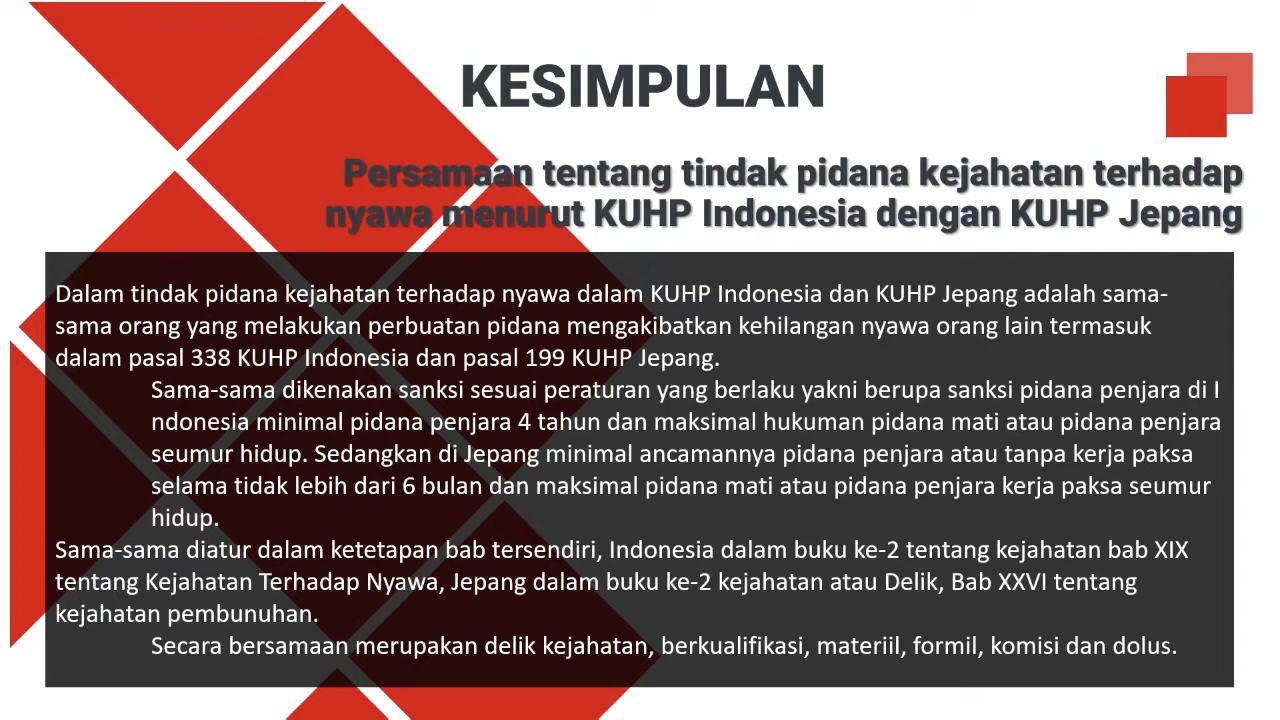 KESIMPULAN
Persamaan tentang tindak pidana kejahatan terhadap
nyawa menurut KUHP Indonesia dengan KUHP Jepang
Dalam tindak pidana kejahatan terhadap nyawa dalam KUHP Indonesia dan KUHP Jepang adalah sama-
sama orang yang melakukan perbuatan pidana mengakibatkan kehilangan nyawa orang lain termasuk
dalam pasal 338 KUHP Indonesia dan pasal 199 KUHP Jepang.
Sama-sama dikenakan sanksi sesuai peraturan yang berlaku yakni berupa sanksi pidana penjara di I
ndonesia minimal pidana penjara 4 tahun dan maksimal hukuman pidana mati atau pidana penjara
seumur hidup. Sedangkan di Jepang minimal ancamannya pidana penjara atau tanpa kerja paksa
selama tidak lebih dari 6 bulan dan maksimal pidana mati atau pidana penjara kerja paksa seumur
hidup.
Sama-sama diatur dalam ketetapan bab tersendiri, Indonesia dalam buku ke-2 tentang kejahatan bab XIX
tentang Kejahatan Terhadap Nyawa, Jepang dalam buku ke-2 kejahatan atau Delik, Bab XXVI tentang
kejahatan pembunuhan.
Secara bersamaan merupakan delik kejahatan, berkualifikasi, materiil, formil, komisi dan dolus.